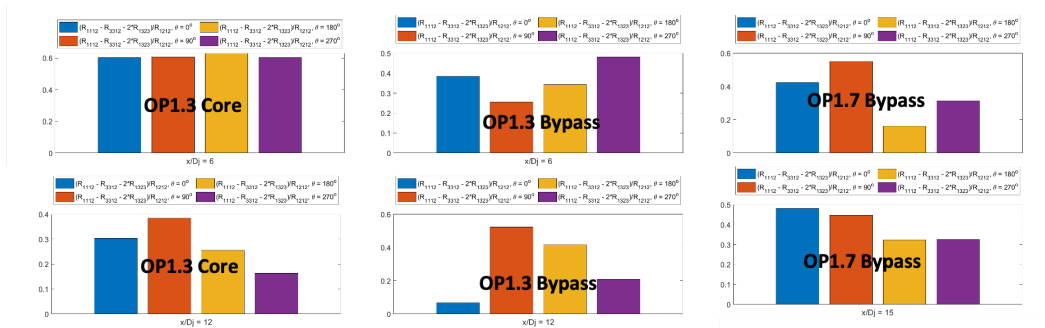 (R1112 - R3312 - 2*R1323)/R1212, θ = 0° (R1112 - R3312 - 2*R1323)/R1212, θ = 180°
(R1112 - R3312 - 2*R1323)/R1212, θ = 90° (R1112 - R3312 - 2*R1323)/R1212, θ = 270°
0.6
0.4
0.2
0
OP1.3 Core
x/Dj = 6
(R1112 - R3312 - 2*R1323)/R1212, θ = 0° (R1112 - R3312 - 2*R1323)/R1212, θ = 180°
(R1112 - R3312 - 2*R1323)/R1212, θ = 90° (R1112 - R3312 - 2*R1323)/R1212, θ = 270°
0.5
0.4
0.3
0.2
0.1
0
OP1.3 Bypass
x/Dj = 6
(R1112 - R3312 - 2*R1323)/R1212, θ = 0° (R1112 - R3312 - 2*R1323)/R1212, θ = 180°
(R1112 - R3312 - 2*R1323)/R1212, θ = 90° (R1112 - R3312 - 2*R1323)/R1212, θ = 270°
0.6
0.4
0.2
0
OP1.7 Bypass
(R1112 - R3312 - 2*R1323)/R1212, θ = 0° (R1112 - R3312 - 2*R1323)/R1212, θ = 180°
(R1112 - R3312 - 2*R1323)/R1212, θ = 90° (R1112 - R3312 - 2*R1323)/R1212, θ = 270°
0.4
0.3
0.2
0.1
0
OP1.3 Core
x/Dj = 12
(R1112 - R3312 - 2*R1323)/R1212, θ = 0° (R1112 - R3312 - 2*R1323)/R1212, θ = 180°
(R1112 - R3312 - 2*R1323)/R1212, θ = 90° (R1112 - R3312 - 2*R1323)/R1212, θ = 270°
0.6
0.4
0.2
0
OP1.3 Bypass
x/Dj = 12
(R1112 - R3312 - 2*R1323)/R1212, θ = 0° (R1112 - R3312 - 2*R1323)/R1212, θ = 180°
(R1112 - R3312 - 2*R1323)/R1212, θ = 90° (R1112 - R3312 - 2*R1323)/R1212, θ = 270°
0.5
0.4
0.3
0.2
0.1
0
OP1.7 Bypass
x/Dj = 15